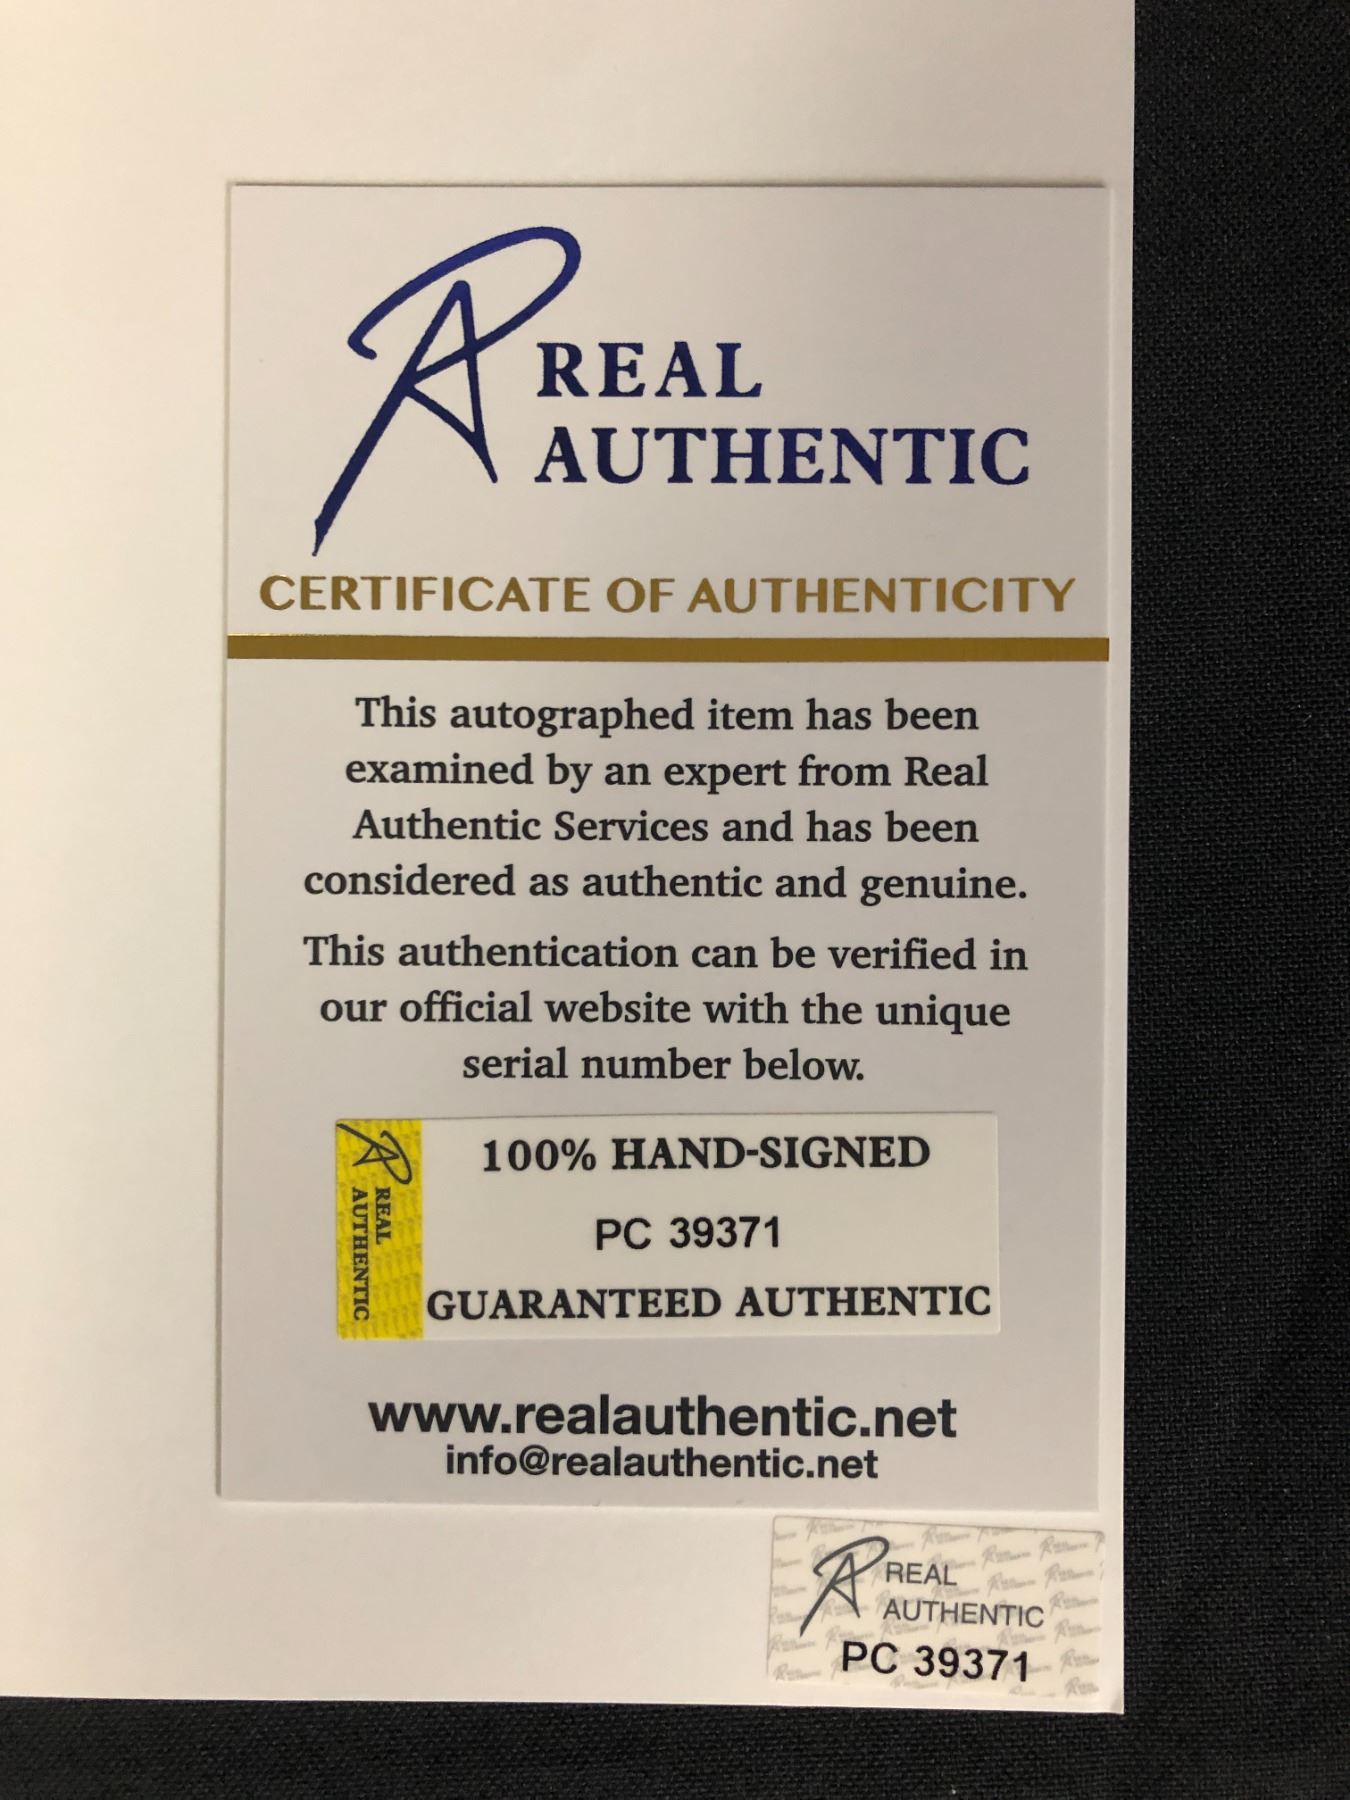 REAL
AUTHENTIC
CERTIFICATE OF AUTHENTICITY
This autographed item has been
examined by an expert from Real
Authentic Services and has been
considered as authentic and genuine.
This authentication can be verified in
our official website with the unique
serial number below.
REAL
AUTHENTIC
100% HAND-SIGNED
PC 39371
GUARANTEED AUTHENTIC
www.realauthentic.net
info@realauthentic.net
REAL
AUTHENTIC
PC 39371